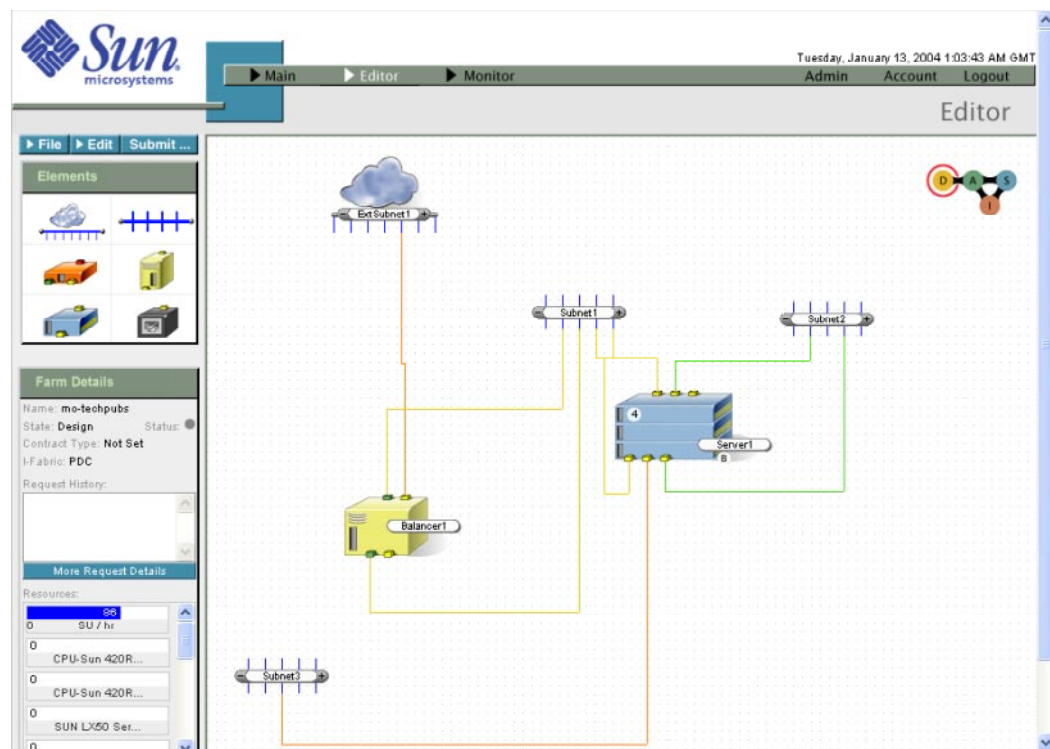 Sun
microsystems
Tuesday, January 13, 2004 1:03:43 AM GMT
Main Editor Monitor Admin Account Logout
Editor
File Edit Submit ...
Elements
Farm Details
Name: mo-techpubs
State: Design Status:
Contract Type: Not Set
I-Fabric: PDC
Request History:
More Request Details
Resources:
96
0 SU / hr
0
CPU-Sun 420R...
0
CPU-Sun 420R...
0
SUN LX50 Ser...
0
ExtSubnet1
D A S
I
Subnet1
Subnet2
4
Server1
B
Balancer1
Subnet3